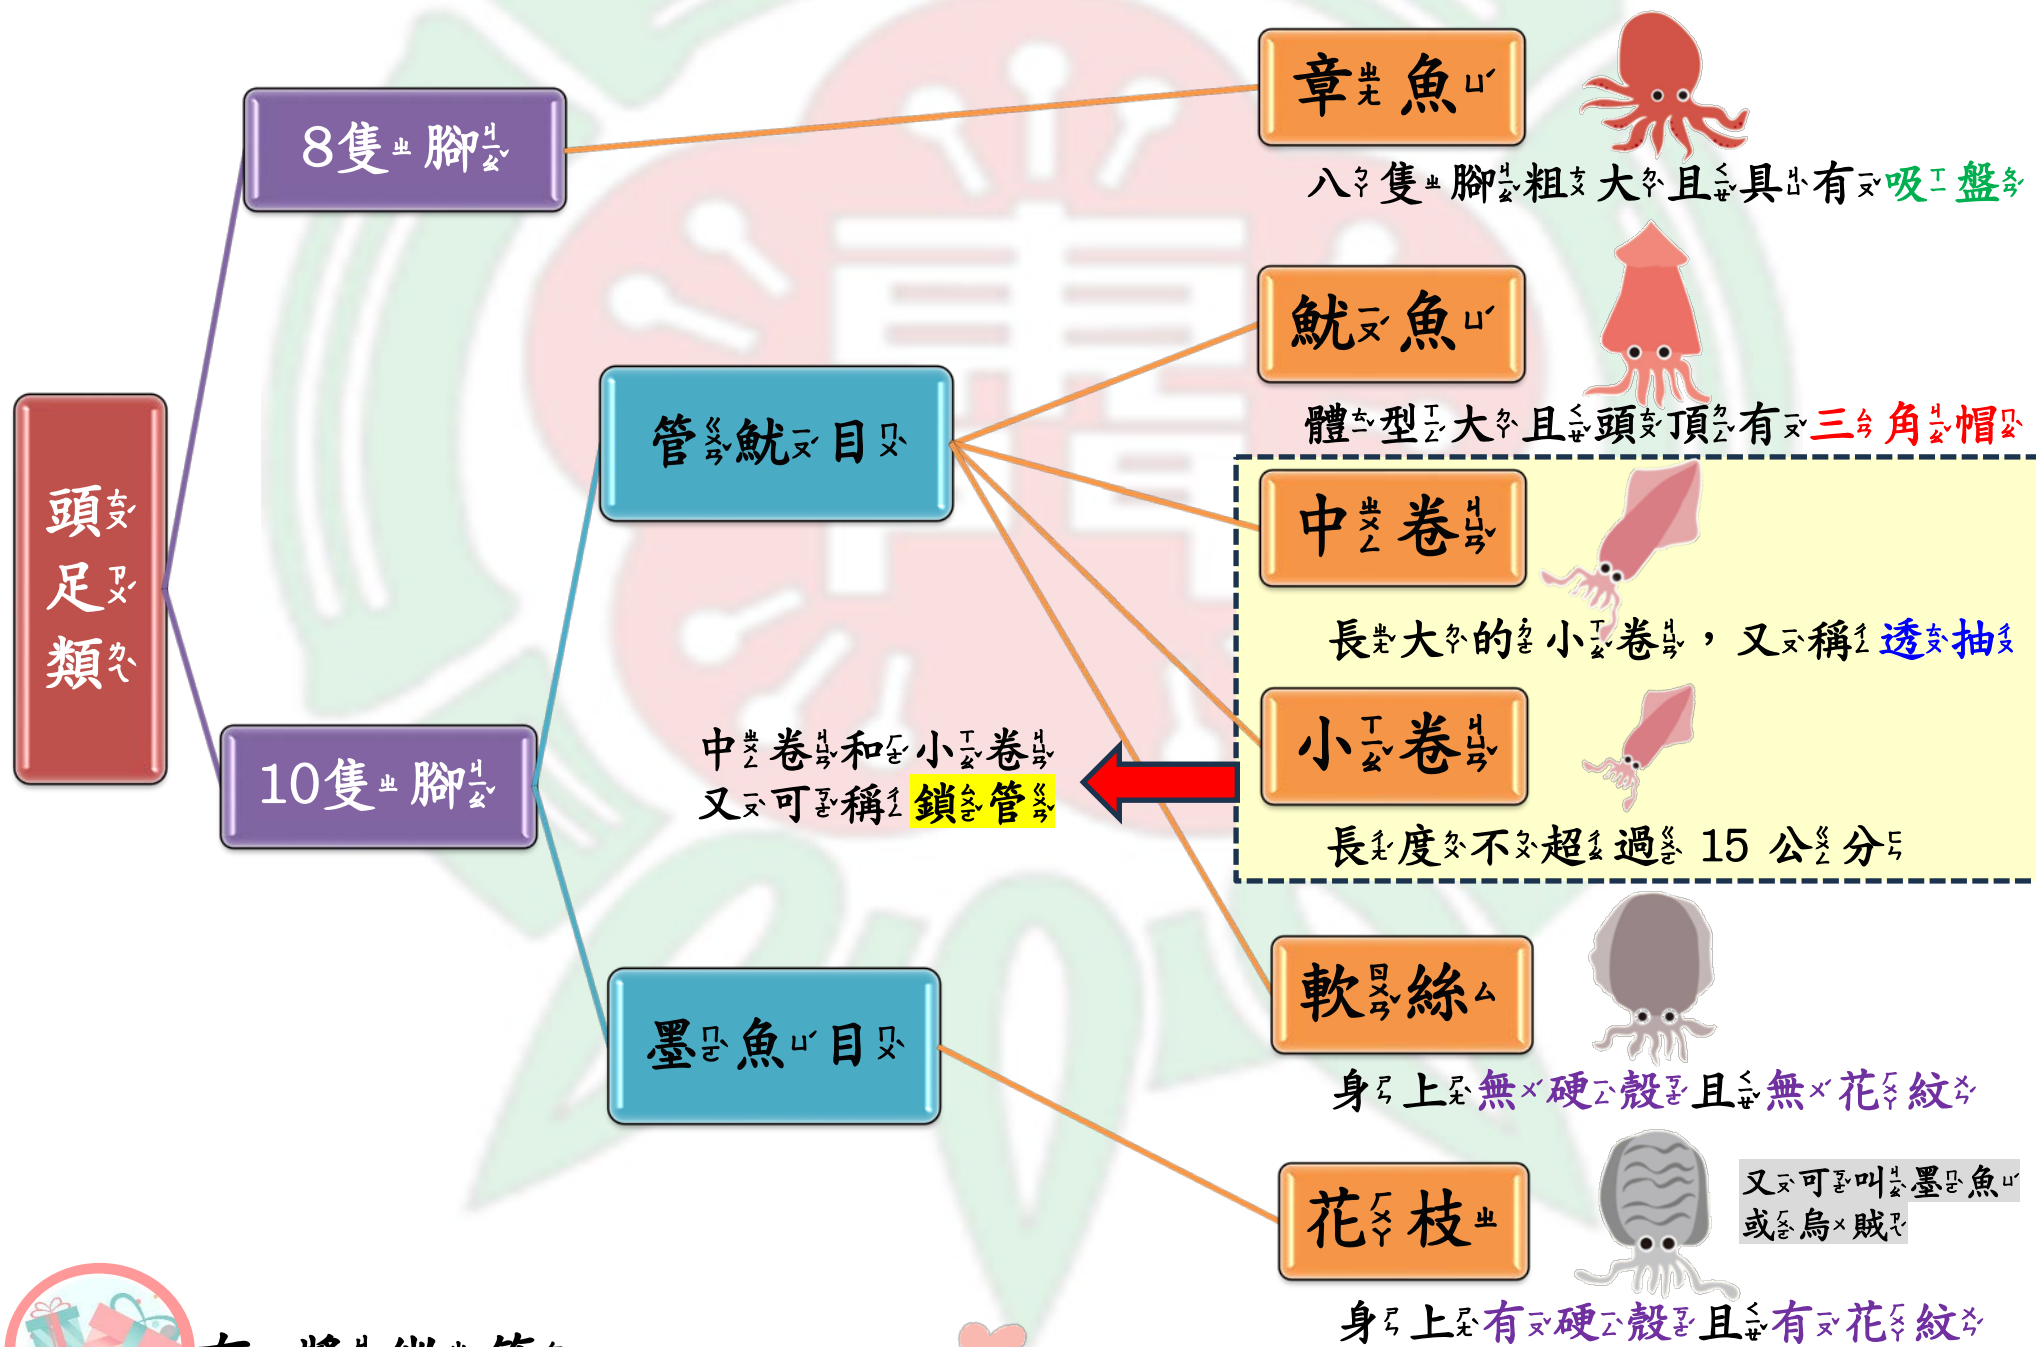 頭足類
8隻腳
10隻腳
管魷目
墨魚目
章魚
八隻腳粗大且具有吸盤
魷魚
體型大且頭頂有三角帽
中卷
長大的小卷，又稱透抽
小卷
長度不超過 15 公分
中卷和小卷
又可稱鎖管
軟絲
身上無硬殼且無花紋
花枝
又可叫墨魚
或烏賊
身上有硬殼且有花紋